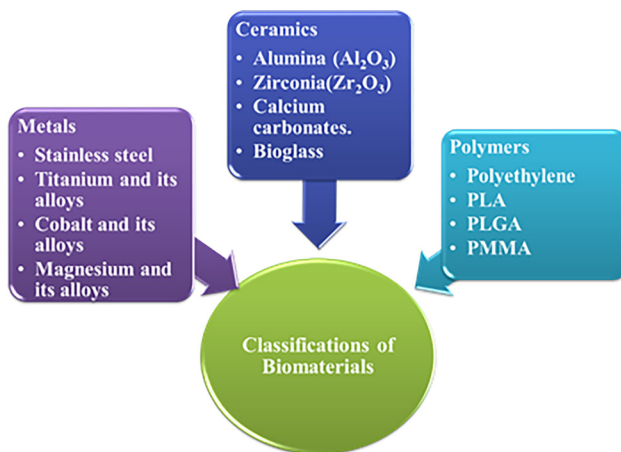 Ceramics
• Alumina (Al₂O₃)
• Zirconia(Zr₂O₃)
• Calcium
carbonates.
• Bioglass
Metals
• Stainless steel
• Titanium and its
alloys
• Cobalt and its
alloys
• Magnesium and
its alloys
Polymers
• Polyethylene
• PLA
• PLGA
• PMMA
Classifications of
Biomaterials